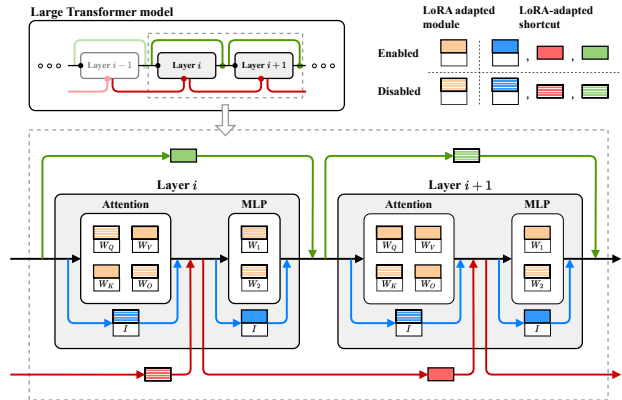 Large Transformer model
Layer i − 1
Layer i
Layer i + 1
LoRA adapted
module
LoRA-adapted
shortcut
Enabled
, , 
Disabled
, , 
Layer i
Attention
MLP
W_Q
W_V
W_1
W_K
W_O
W_2
I
I
Layer i + 1
Attention
MLP
W_Q
W_V
W_1
W_K
W_O
W_2
I
I